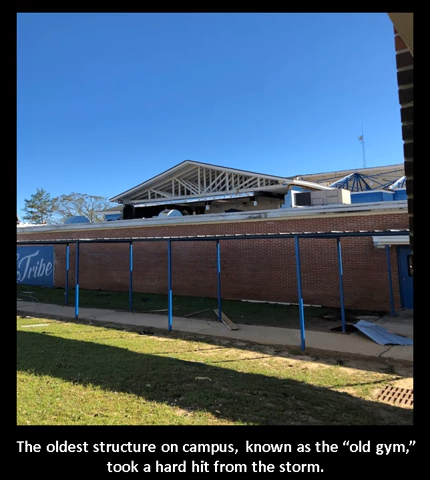 Tribe
The oldest structure on campus, known as the “old gym,”
took a hard hit from the storm.